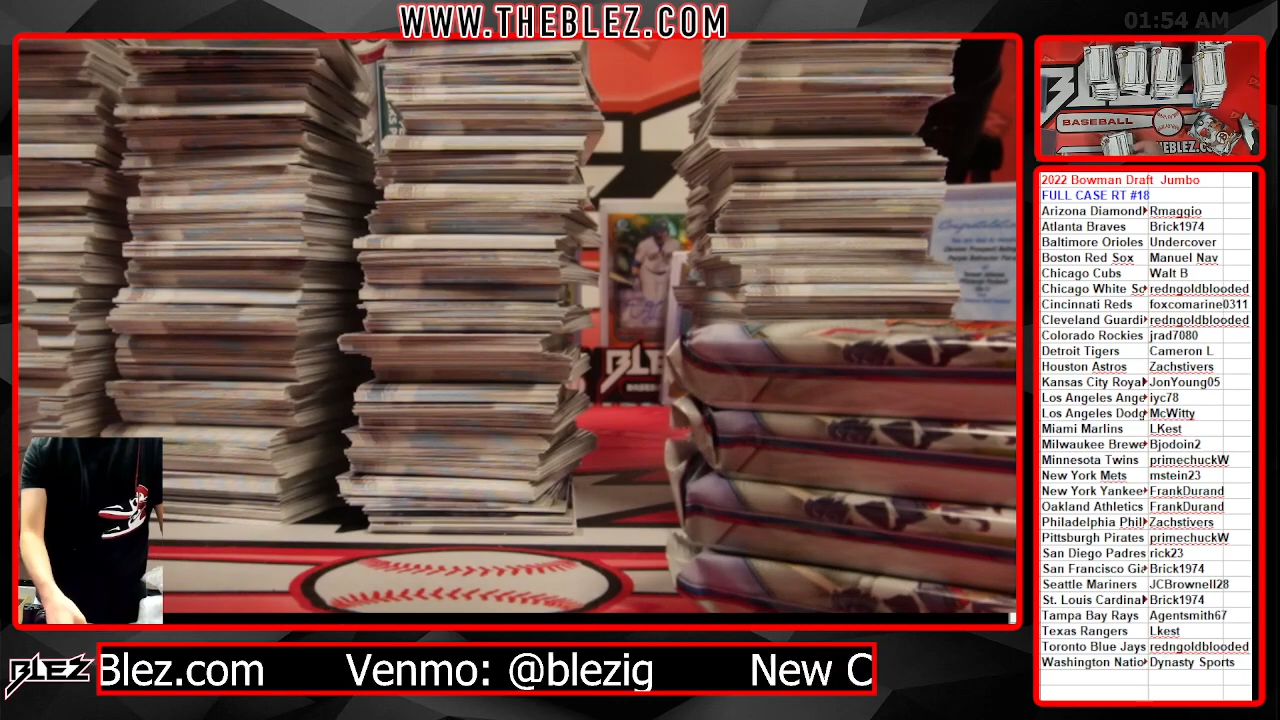 WWW.THEBLEZ.COM
01:54 AM
BASEBALL
2022 Bowman Draft Jumbo
FULL CASE RT #18
Arizona Diamond Rmaggio
Atlanta Braves Brick1974
Baltimore Orioles Undercover
Boston Red Sox Manuel Nav
Chicago Cubs Walt B
Chicago White So redngoldblooded
Cincinnati Reds foxcomarine0311
Cleveland Guardi redngoldblooded
Colorado Rockies jrad7080
Detroit Tigers Cameron L
Houston Astros Zachstivers
Kansas City Roya JonYoung05
Los Angeles Ange iyc78
Los Angeles Dodg McWitty
Miami Marlins LKest
Milwaukee Brewe Bjodoin2
Minnesota Twins primechuckW
New York Mets mstein23
New York Yankee FrankDurand
Oakland Athletics FrankDurand
Philadelphia Phil Zachstivers
Pittsburgh Pirates primechuckW
San Diego Padres rick23
San Francisco Gia Brick1974
Seattle Mariners JCBrownell28
St. Louis Cardina Brick1974
Tampa Bay Rays Agentsmith67
Texas Rangers Lkest
Toronto Blue Jays redngoldblooded
Washington Natio Dynasty Sports
BLEZ
Blez.com Venmo: @blezig New C